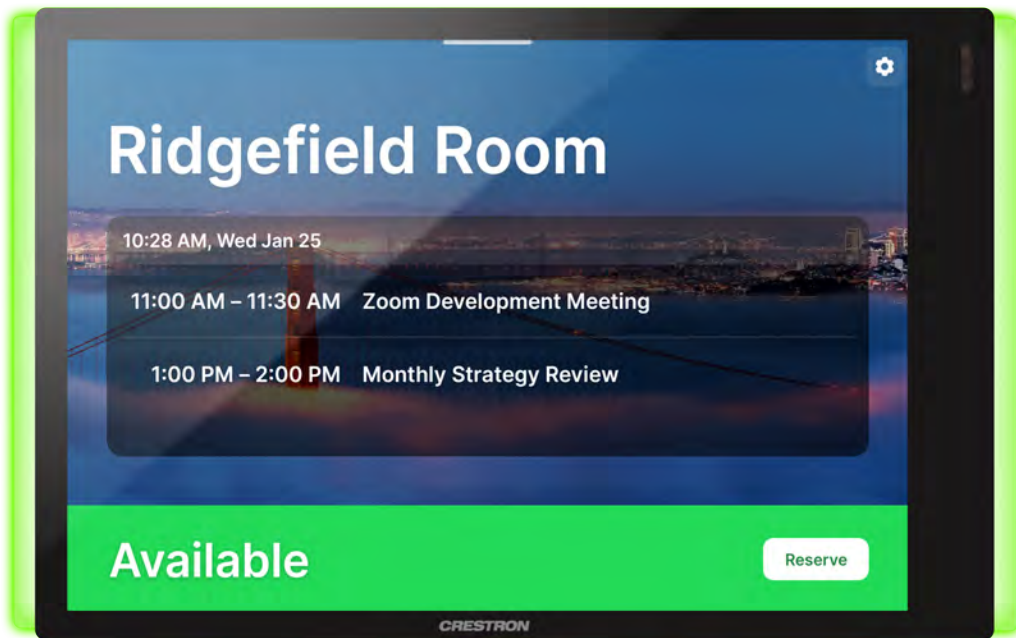 Ridgefield Room
10:28 AM, Wed Jan 25
11:00 AM – 11:30 AM Zoom Development Meeting
1:00 PM – 2:00 PM Monthly Strategy Review
Available
Reserve
CRESTRON